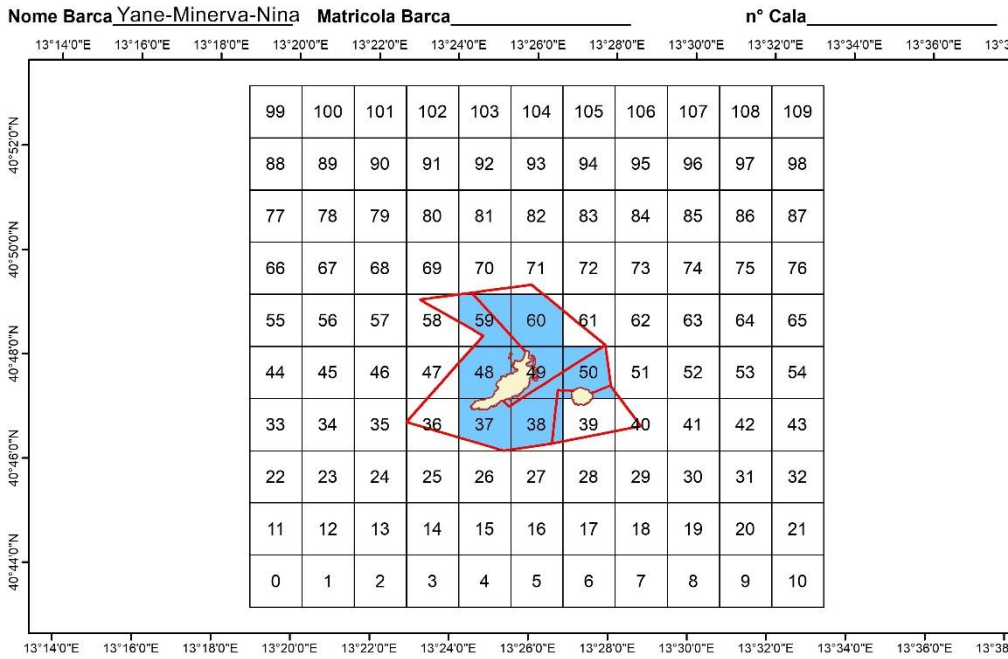 Nome Barca Yane-Minerva-Nina Matricola Barca____________________ n° Cala____________________
13°14'0"E 13°16'0"E 13°18'0"E 13°20'0"E 13°22'0"E 13°24'0"E 13°26'0"E 13°28'0"E 13°30'0"E 13°32'0"E 13°34'0"E 13°36'0"E 13°3
99 100 101 102 103 104 105 106 107 108 109
40°52'0"N
88 89 90 91 92 93 94 95 96 97 98
77 78 79 80 81 82 83 84 85 86 87
40°50'0"N
66 67 68 69 70 71 72 73 74 75 76
55 56 57 58 59 60 61 62 63 64 65
40°48'0"N
44 45 46 47 48 49 50 51 52 53 54
33 34 35 36 37 38 39 40 41 42 43
40°46'0"N
22 23 24 25 26 27 28 29 30 31 32
11 12 13 14 15 16 17 18 19 20 21
40°44'0"N
0 1 2 3 4 5 6 7 8 9 10
13°14'0"E 13°16'0"E 13°18'0"E 13°20'0"E 13°22'0"E 13°24'0"E 13°26'0"E 13°28'0"E 13°30'0"E 13°32'0"E 13°34'0"E 13°36'0"E 13°3